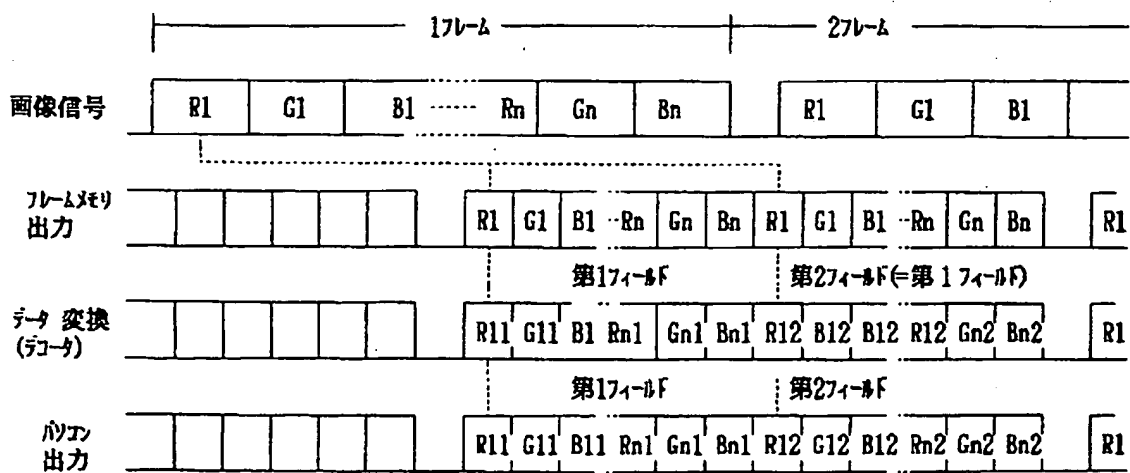 1フレーム 2フレーム
画像信号 R1 G1 B1 ······ Rn Gn Bn R1 G1 B1
フレームメモリ
出力
R1 G1 B1 ··Rn Gn Bn R1 G1 B1 ··Rn Gn Bn R1
第1フィールド 第2フィールド(=第1フィールド)
データ 変換
(デコータ)
R11 G11 B1 Rn1 Gn1 Bn1 R12 B12 B12 R12 Gn2 Bn2 R1
第1フィールド 第2フィールド
パソコン
出力
R11 G11 B11 Rn1 Gn1 Bn1 R12 G12 B12 Rn2 Gn2 Bn2 R1